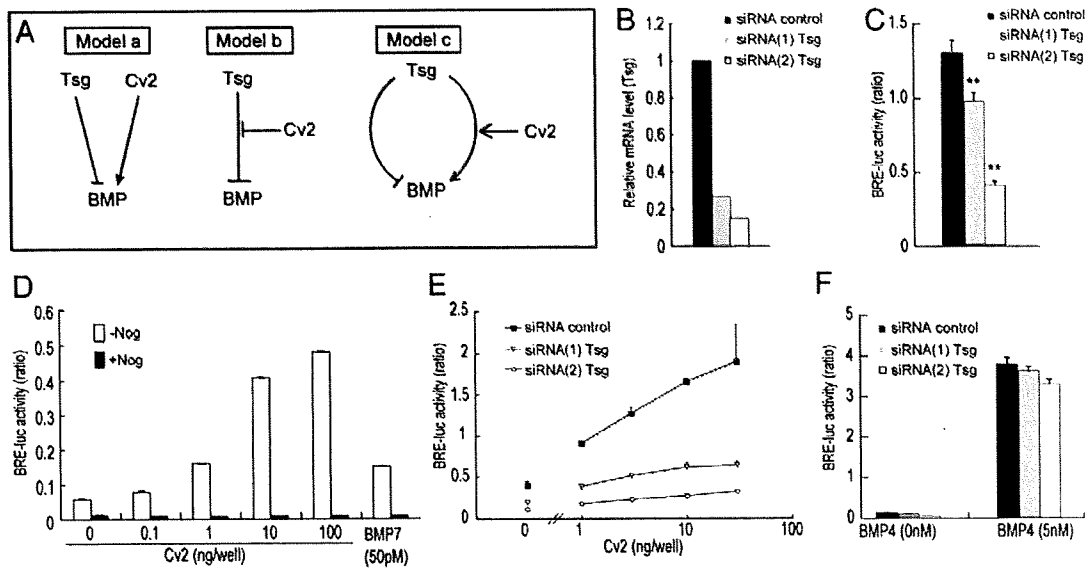 A
Model a
Model b
Model c
Tsg
Cv2
BMP
Tsg
Cv2
BMP
Tsg
Cv2
BMP
B
Relative mRNA level (Tsg)
1.2
1
0.8
0.6
0.4
0.2
0
siRNA control
siRNA(1) Tsg
siRNA(2) Tsg
C
BRE-luc activity (ratio)
1.5
1.0
0.5
0
siRNA control
siRNA(1) Tsg
siRNA(2) Tsg
**
**
D
BRE-luc activity (ratio)
0.6
0.5
0.4
0.3
0.2
0.1
0
-Nog
+Nog
0 0.1 1 10 100 BMP7
Cv2 (ng/well) (50pM)
E
BRE-luc activity (ratio)
2.5
2
1.5
1
0.5
0
siRNA control
siRNA(1) Tsg
siRNA(2) Tsg
0 1 10 100
Cv2 (ng/well)
F
BRE-luc activity (ratio)
5
4
3
2
1
0
siRNA control
siRNA(1) Tsg
siRNA(2) Tsg
BMP4 (0nM) BMP4 (5nM)